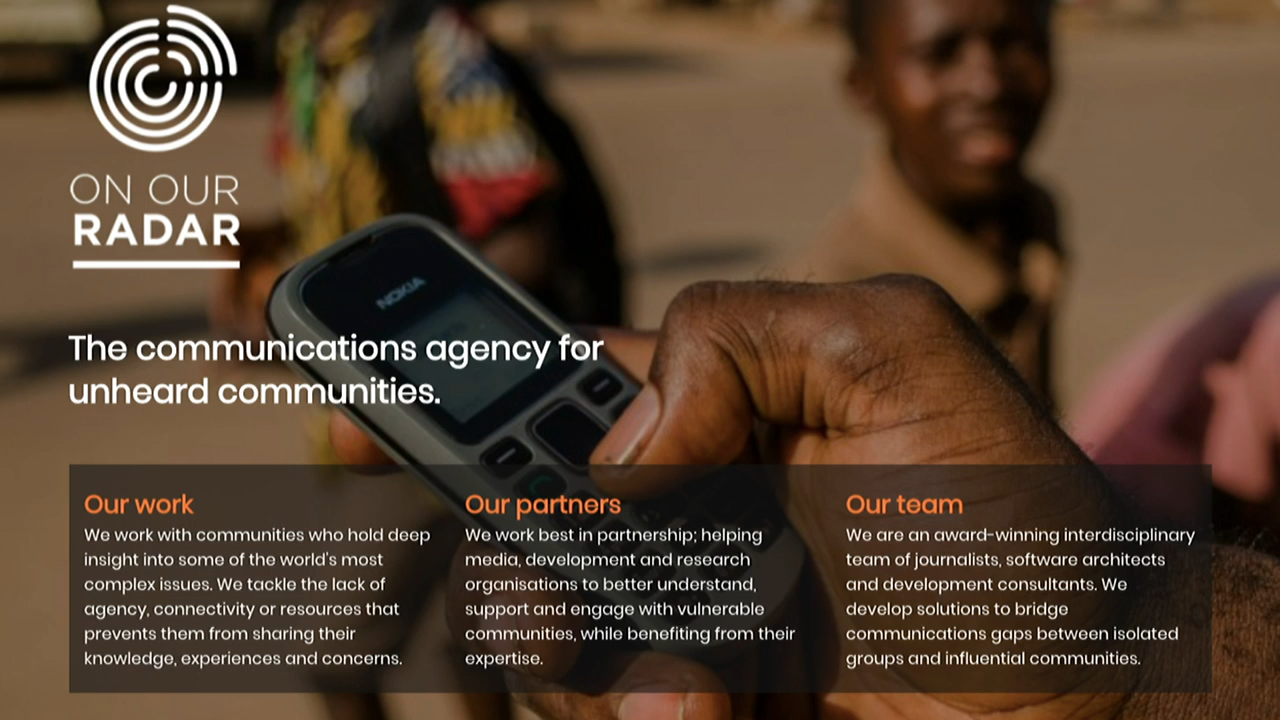 ON OUR
RADAR
NOKIA
The communications agency for
unheard communities.
Our work
We work with communities who hold deep
insight into some of the world's most
complex issues. We tackle the lack of
agency, connectivity or resources that
prevents them from sharing their
knowledge, experiences and concerns.
Our partners
We work best in partnership; helping
media, development and research
organisations to better understand,
support and engage with vulnerable
communities, while benefiting from their
expertise.
Our team
We are an award-winning interdisciplinary
team of journalists, software architects
and development consultants. We
develop solutions to bridge
communications gaps between isolated
groups and influential communities.